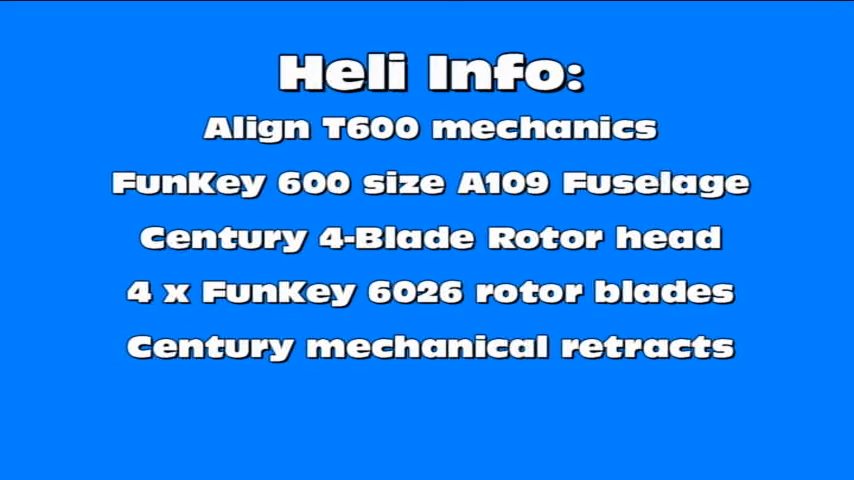 Heli Info:
Align T600 mechanics
FunKey 600 size A109 Fuselage
Century 4-Blade Rotor head
4 x FunKey 6026 rotor blades
Century mechanical retracts